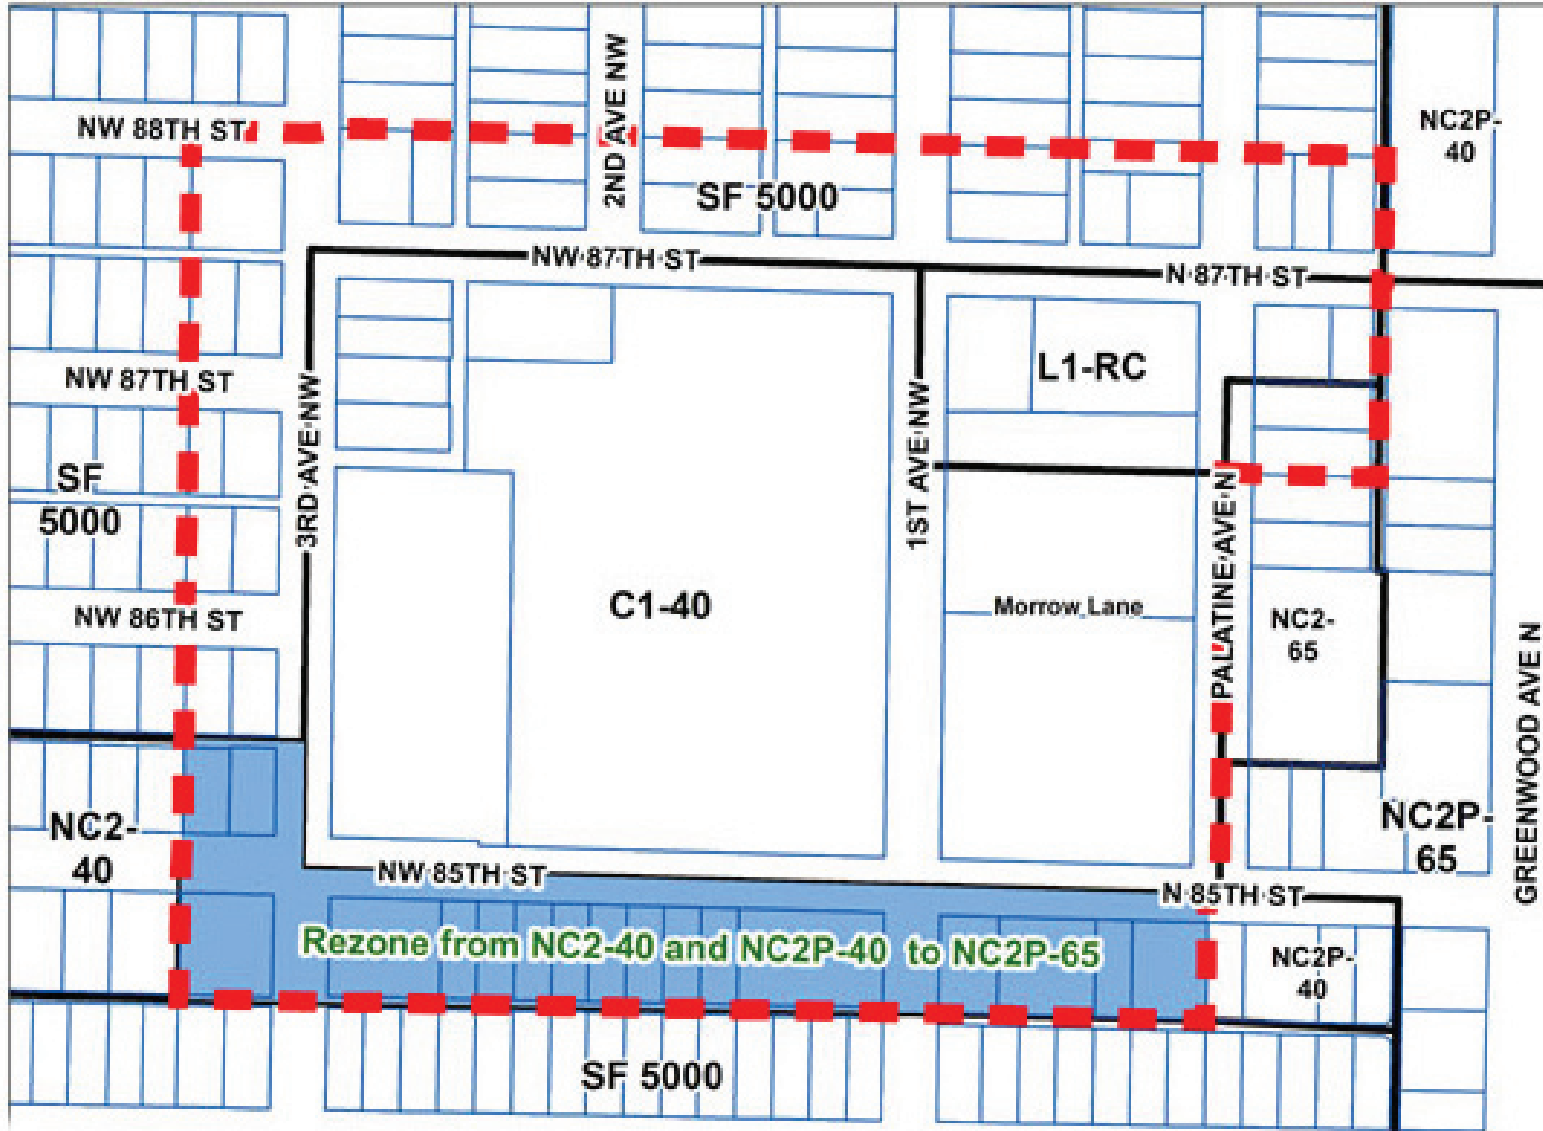 2ND AVE NW
NW 88TH ST
NC2P-
40
SF 5000
NW 87TH ST
N 87TH ST
NW 87TH ST
L1-RC
3RD AVE NW
1ST AVE NW
SF
5000
PALATINE AVE N
C1-40
Morrow Lane
NW 86TH ST
NC2-
65
GREENWOOD AVE N
NC2-
40
NC2P-
65
NW 85TH ST
N 85TH ST
Rezone from NC2-40 and NC2P-40 to NC2P-65
NC2P-
40
SF 5000